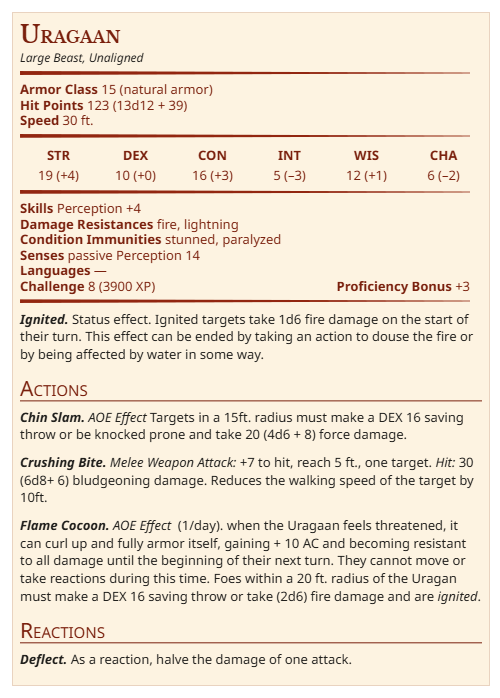 Uragaan
Large Beast, Unaligned
Armor Class 15 (natural armor)
Hit Points 123 (13d12 + 39)
Speed 30 ft.
STR DEX CON INT WIS CHA
19 (+4) 10 (+0) 16 (+3) 5 (–3) 12 (+1) 6 (–2)
Skills Perception +4
Damage Resistances fire, lightning
Condition Immunities stunned, paralyzed
Senses passive Perception 14
Languages —
Challenge 8 (3900 XP) Proficiency Bonus +3
Ignited. Status effect. Ignited targets take 1d6 fire damage on the start of
their turn. This effect can be ended by taking an action to douse the fire or
by being affected by water in some way.
Actions
Chin Slam. AOE Effect Targets in a 15ft. radius must make a DEX 16 saving
throw or be knocked prone and take 20 (4d6 + 8) force damage.
Crushing Bite. Melee Weapon Attack: +7 to hit, reach 5 ft., one target. Hit: 30
(6d8+ 6) bludgeoning damage. Reduces the walking speed of the target by
10ft.
Flame Cocoon. AOE Effect (1/day). when the Uragaan feels threatened, it
can curl up and fully armor itself, gaining + 10 AC and becoming resistant
to all damage until the beginning of their next turn. They cannot move or
take reactions during this time. Foes within a 20 ft. radius of the Uragan
must make a DEX 16 saving throw or take (2d6) fire damage and are ignited.
Reactions
Deflect. As a reaction, halve the damage of one attack.